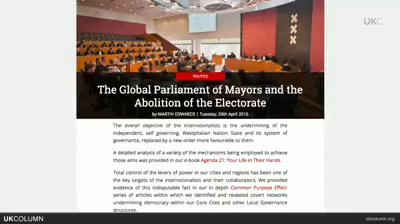 UKC
POLITICS
The Global Parliament of Mayors and the
Abolition of the Electorate
by MARTIN EDWARDS | Tuesday, 26th April 2016
The overall objective of the internationalists is the undermining of the
independent, self governing, Westphalian Nation State and its system of
governance, replaced by a new order more favourable to them.
A detailed analysis of a variety of the mechanisms being employed to achieve
those aims was provided in our e-book Agenda 21: Your Life in Their Hands.
Total control of the levers of power in our cities and regions has been one of
the key targets of the internationalists and their collaborators. We provided
evidence of this indisputable fact in our in depth Common Purpose Effect
series of articles within which we identified and revealed covert networks
undermining democracy within our Core Cities and other Local Governance
structures.
UKCOLUMN
ukcolumn.org